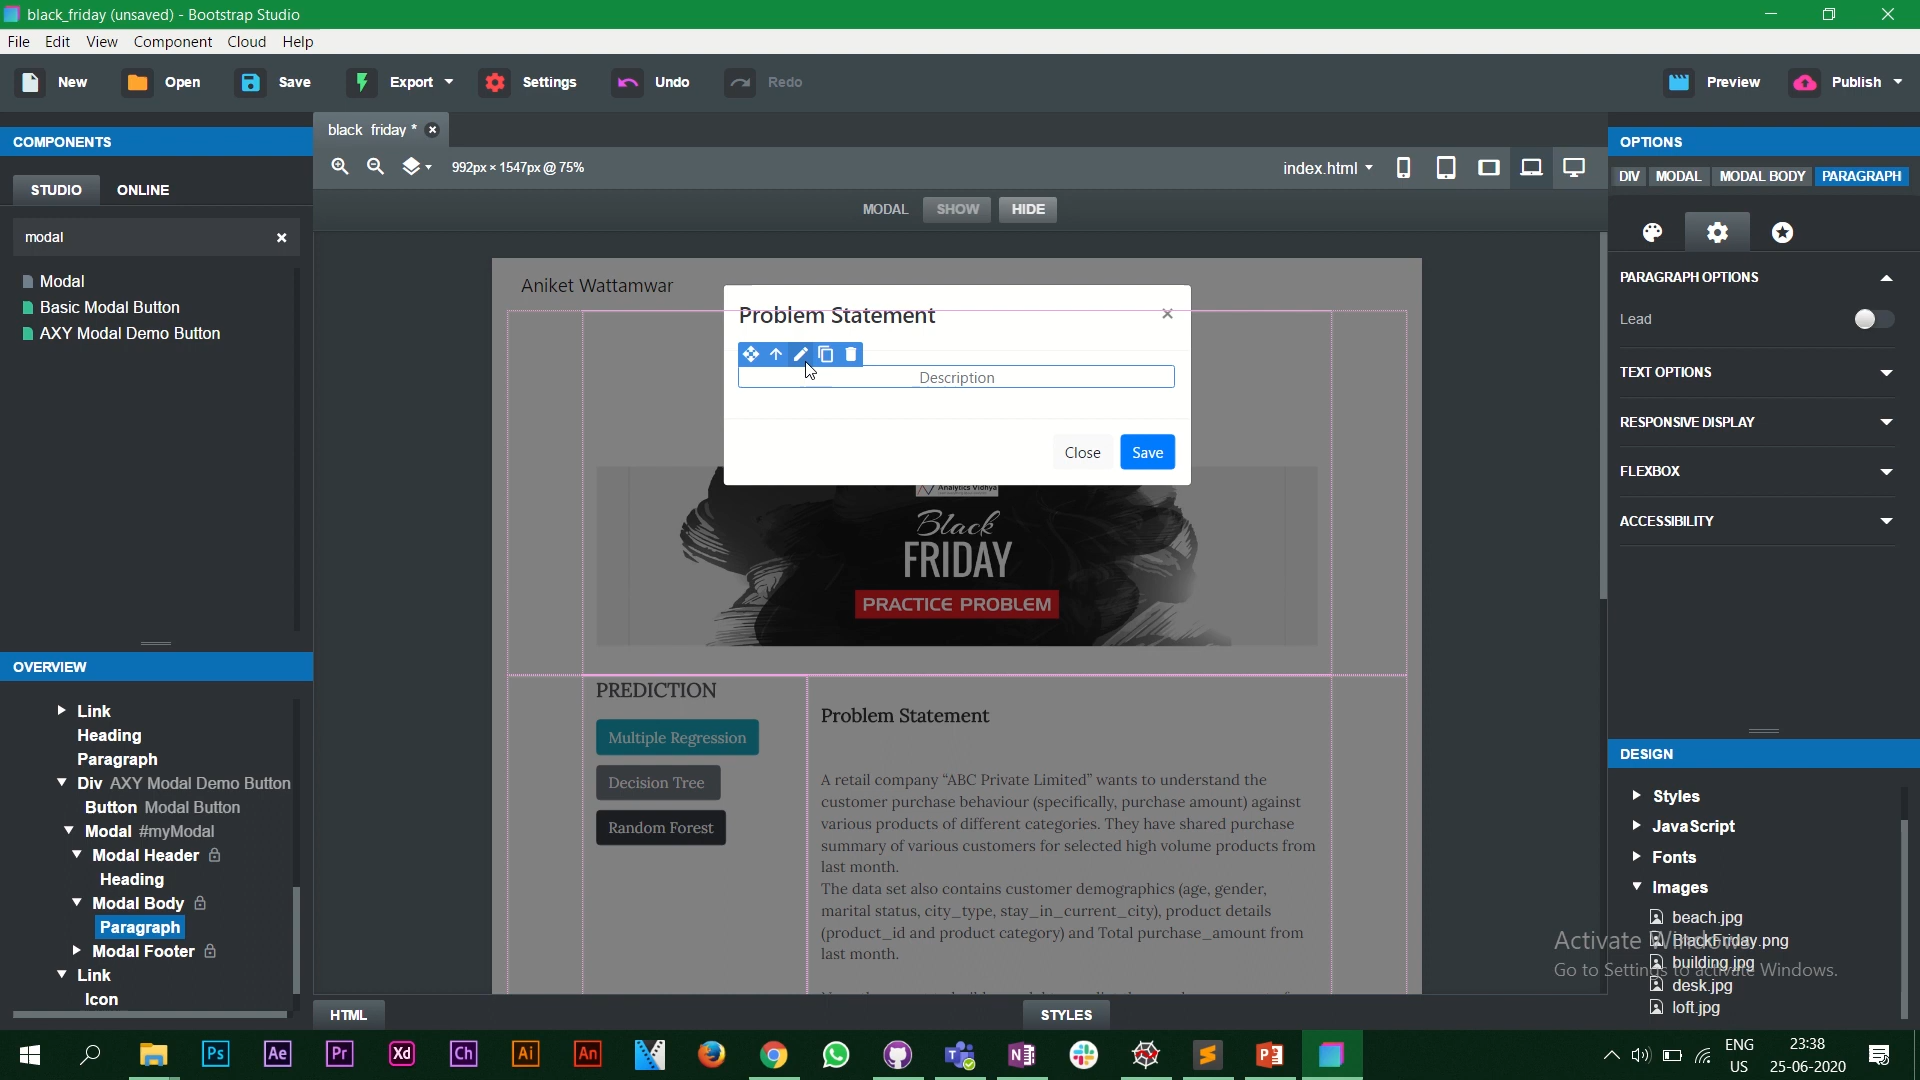 black_friday (unsaved) - Bootstrap Studio
File Edit View Component Cloud Help
New Open Save Export Settings Undo Redo Preview Publish
COMPONENTS
black friday *
OPTIONS
992px × 1547px @ 75%
index.html
DIV MODAL MODAL BODY PARAGRAPH
STUDIO ONLINE
MODAL SHOW HIDE
modal
Modal
Basic Modal Button
AXY Modal Demo Button
Aniket Wattamwar
Problem Statement
Description
Close Save
Analytics Vidhya
Black
FRIDAY
PRACTICE PROBLEM
PREDICTION
Multiple Regression
Decision Tree
Random Forest
Problem Statement
A retail company “ABC Private Limited” wants to understand the
customer purchase behaviour (specifically, purchase amount) against
various products of different categories. They have shared purchase
summary of various customers for selected high volume products from
last month.
The data set also contains customer demographics (age, gender,
marital status, city_type, stay_in_current_city), product details
(product_id and product category) and Total purchase_amount from
last month.
PARAGRAPH OPTIONS
Lead
TEXT OPTIONS
RESPONSIVE DISPLAY
FLEXBOX
ACCESSIBILITY
OVERVIEW
Link
Heading
Paragraph
Div AXY Modal Demo Button
Button Modal Button
Modal #myModal
Modal Header
Heading
Modal Body
Paragraph
Modal Footer
Link
Icon
DESIGN
Styles
JavaScript
Fonts
Images
beach.jpg
BlackFriday.png
building.jpg
desk.jpg
loft.jpg
Activate Windows
Go to Settings to activate Windows.
HTML STYLES
Ps Ae Pr Xd Ch Ai An
ENG
US
23:38
25-06-2020